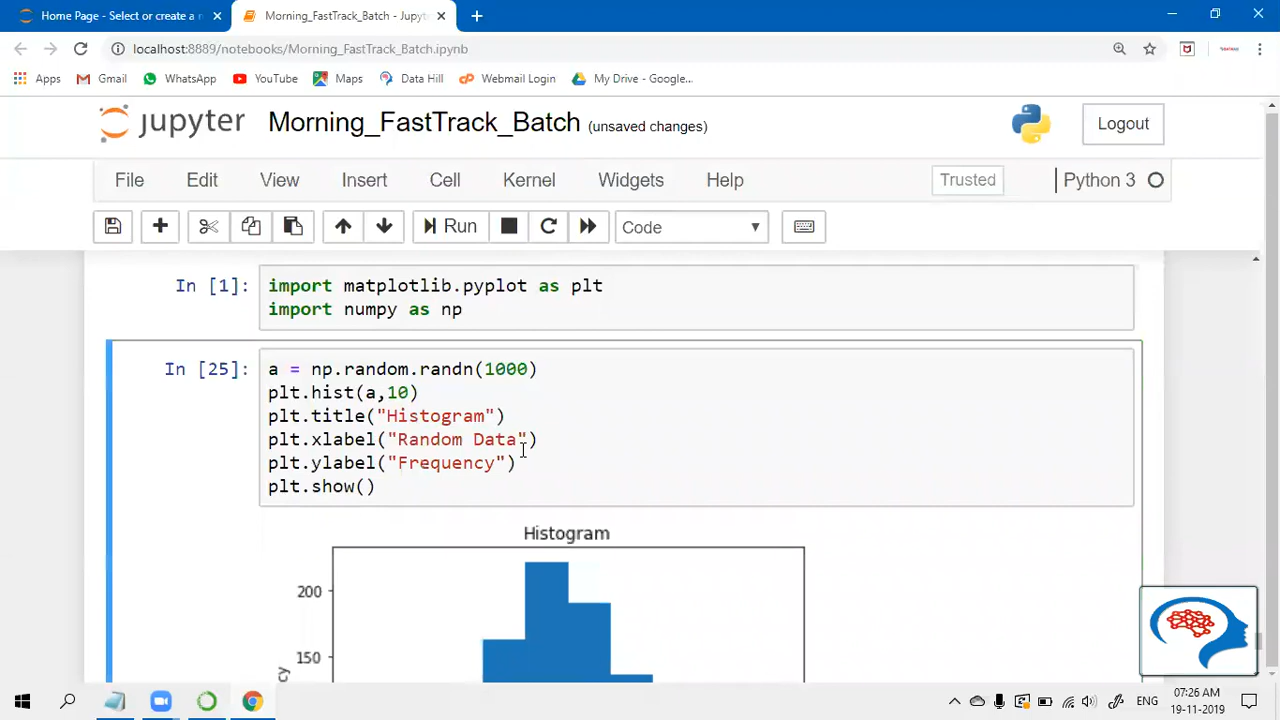 Home Page - Select or create a n
Morning_FastTrack_Batch - Jupyt
localhost:8889/notebooks/Morning_FastTrack_Batch.ipynb
Apps
Gmail
WhatsApp
YouTube
Maps
Data Hill
Webmail Login
My Drive - Google...
jupyter
Morning_FastTrack_Batch (unsaved changes)
Logout
File
Edit
View
Insert
Cell
Kernel
Widgets
Help
Trusted
Python 3
Run
Code
In [1]:
import matplotlib.pyplot as plt
import numpy as np
In [25]:
a = np.random.randn(1000)
plt.hist(a,10)
plt.title("Histogram")
plt.xlabel("Random Data")
plt.ylabel("Frequency")
plt.show()
Histogram
200
150
cy
ENG
07:26 AM
19-11-2019